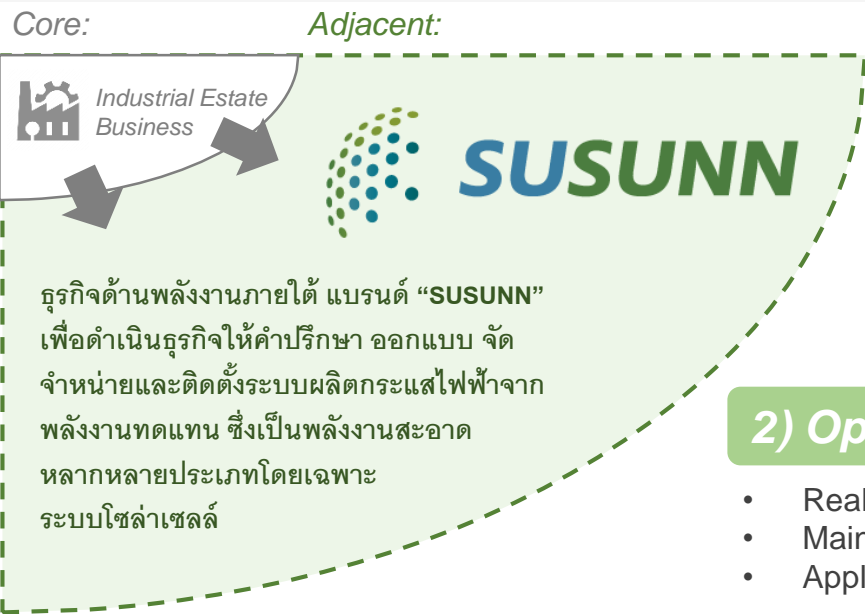 Core:
Adjacent:
Industrial Estate
Business
SUSUNN
ธุรกิจด้านพลังงานภายใต้ แบรนด์ “SUSUNN”
เพื่อดำเนินธุรกิจให้คำปรึกษา ออกแบบ จัด
จำหน่ายและติดตั้งระบบผลิตกระแสไฟฟ้าจาก
พลังงานทดแทน ซึ่งเป็นพลังงานสะอาด
หลากหลายประเภทโดยเฉพาะ
ระบบโซล่าเซลล์
2) Op
• Real
• Main
• Appl